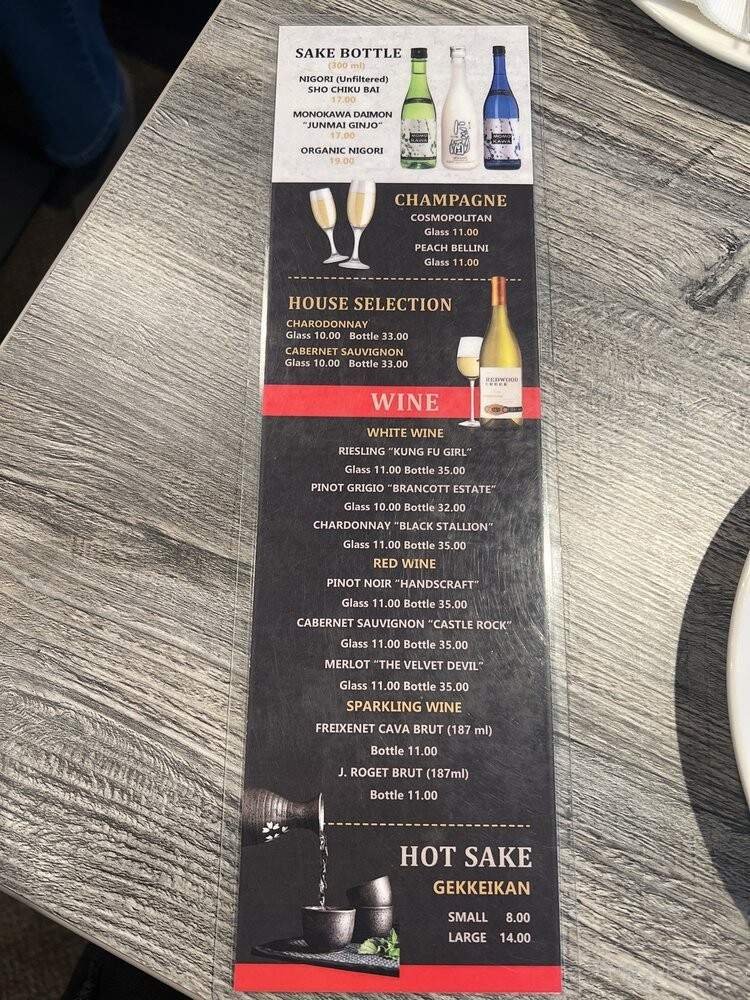 SAKE BOTTLE
(300 ml)
NIGORI (Unfiltered)
SHO CHIKU BAI
17.00
MONOKAWA DAIMON
"JUNMAI GINJO"
17.00
ORGANIC NIGORI
19.00
CHAMPAGNE
COSMOPOLITAN
Glass 11.00
PEACH BELLINI
Glass 11.00
HOUSE SELECTION
CHARODONNAY
Glass 10.00 Bottle 33.00
CABERNET SAUVIGNON
Glass 10.00 Bottle 33.00
REDWOOD
CREEK
WINE
WHITE WINE
RIESLING "KUNG FU GIRL"
Glass 11.00 Bottle 35.00
PINOT GRIGIO "BRANCOTT ESTATE"
Glass 10.00 Bottle 32.00
CHARDONNAY "BLACK STALLION"
Glass 11.00 Bottle 35.00
RED WINE
PINOT NOIR "HANDSCRAFT"
Glass 11.00 Bottle 35.00
CABERNET SAUVIGNON "CASTLE ROCK"
Glass 11.00 Bottle 35.00
MERLOT "THE VELVET DEVIL"
Glass 11.00 Bottle 35.00
SPARKLING WINE
FREIXENET CAVA BRUT (187 ml)
Bottle 11.00
J. ROGET BRUT (187ml)
Bottle 11.00
HOT SAKE
GEKKEIKAN
SMALL 8.00
LARGE 14.00